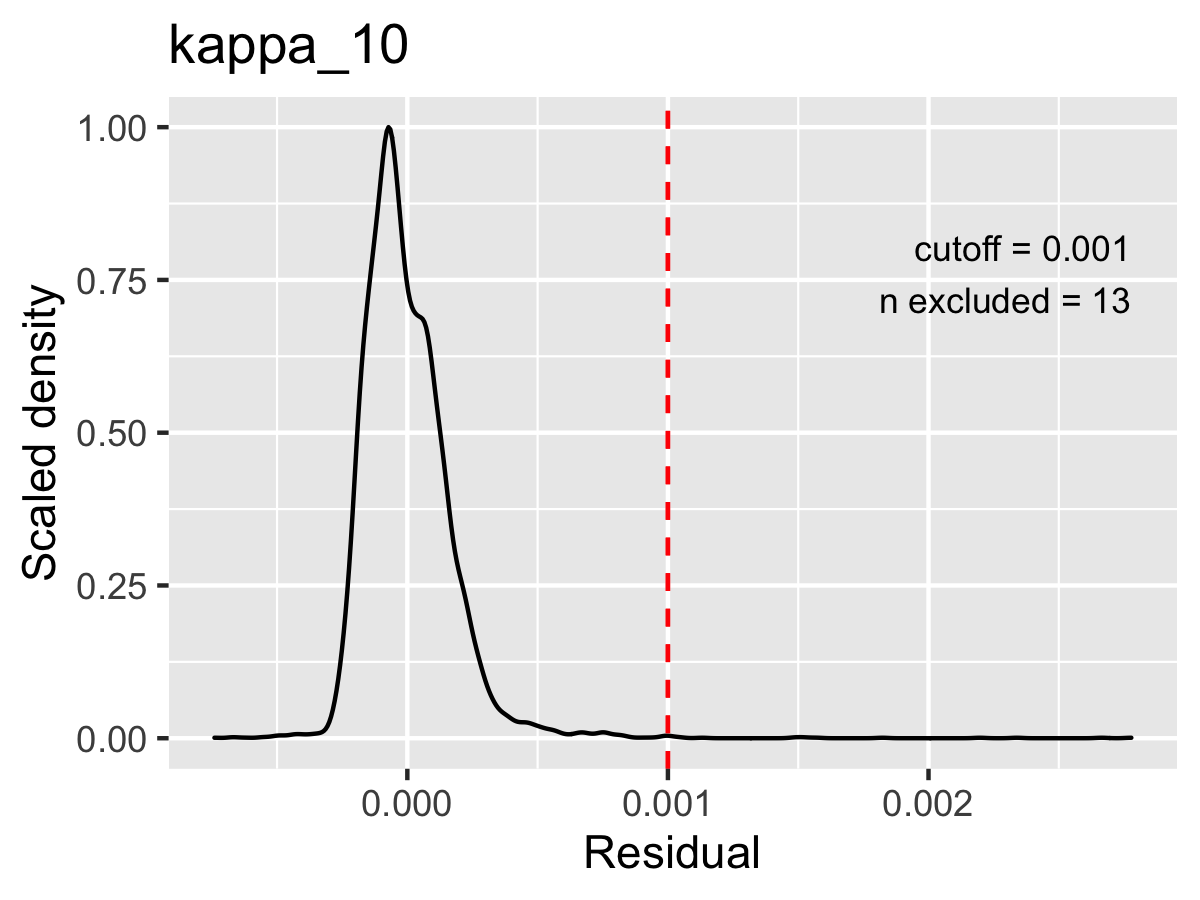 kappa_10
1.00
0.75
0.50
0.25
0.00
Scaled density
cutoff = 0.001
n excluded = 13
0.000 0.001 0.002
Residual